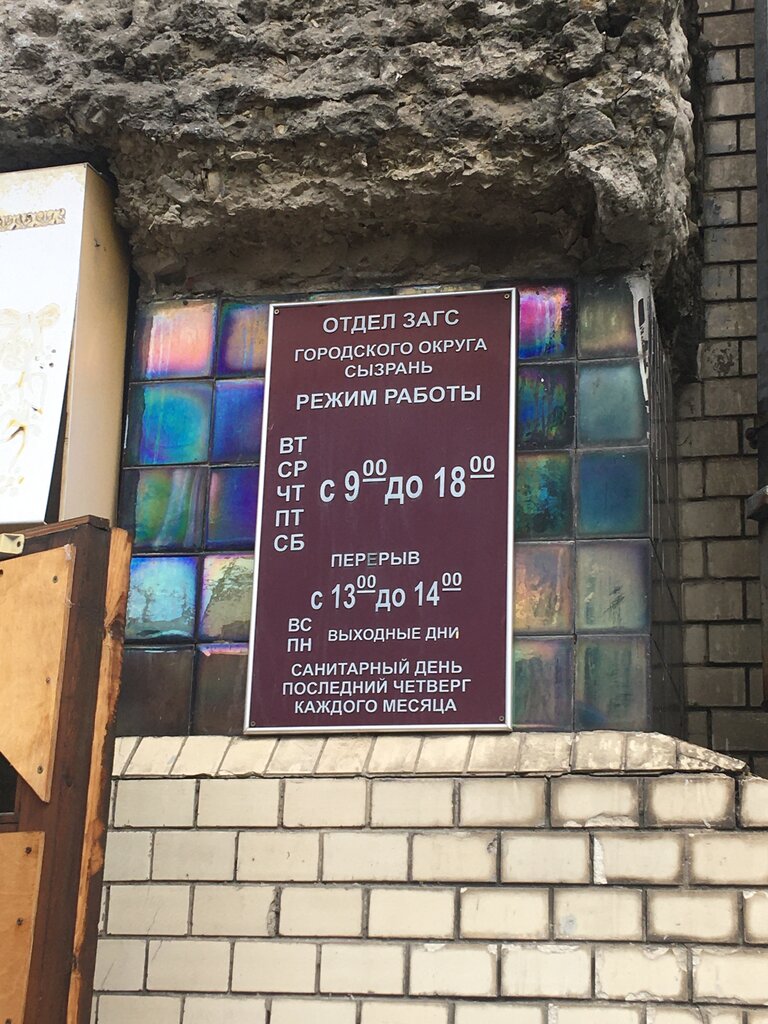 ОТДЕЛ ЗАГС
ГОРОДСКОГО ОКРУГА
СЫЗРАНЬ
РЕЖИМ РАБОТЫ
ВТ
СР
ЧТ
ПТ
СБ
с 9⁰⁰ до 18⁰⁰
ПЕРЕРЫВ
с 13⁰⁰ до 14⁰⁰
ВС
ПН
ВЫХОДНЫЕ ДНИ
САНИТАРНЫЙ ДЕНЬ
ПОСЛЕДНИЙ ЧЕТВЕРГ
КАЖДОГО МЕСЯЦА